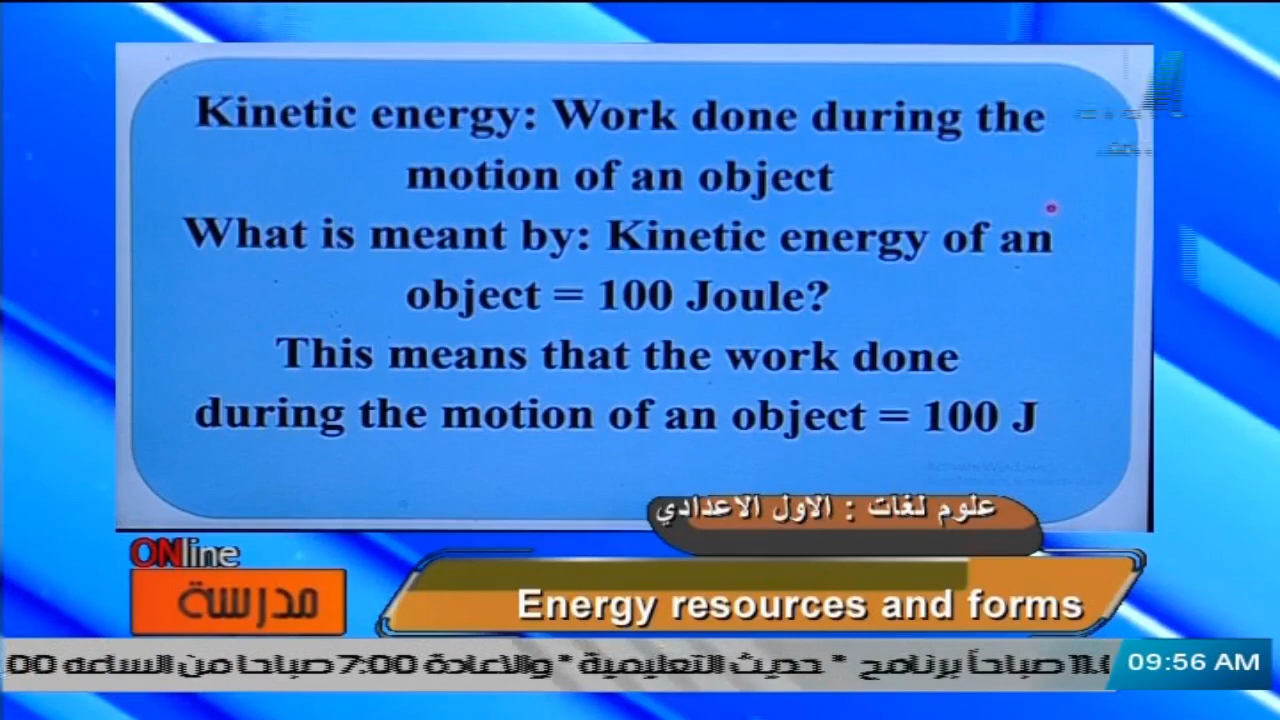 Kinetic energy: Work done during the
motion of an object
What is meant by: Kinetic energy of an
object = 100 Joule?
This means that the work done
during the motion of an object = 100 J
علوم لغات : الاول الاعدادي
ONline
مدرسة
Energy resources and forms
صباحاً برنامج " حديث التعليمية " والاعادة 7:00 صباحا من الساعه
09:56 AM